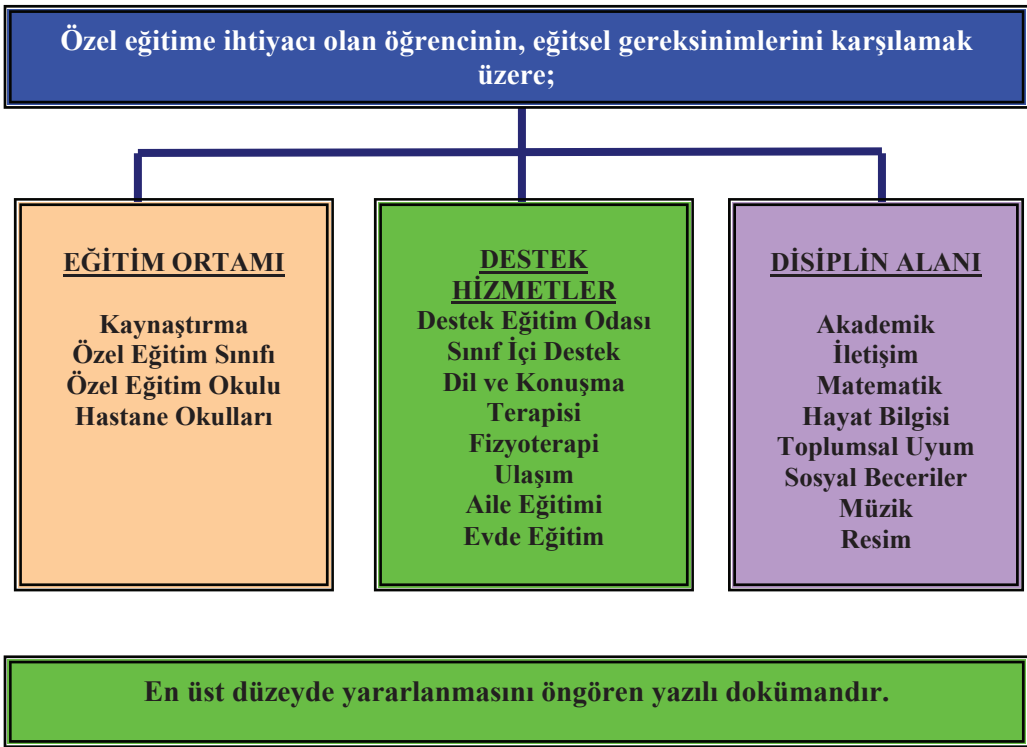 Özel eğitime ihtiyacı olan öğrencinin, eğitsel gereksinimlerini karşılamak
üzere;
EĞİTİM ORTAMI
Kaynaştırma
Özel Eğitim Sınıfı
Özel Eğitim Okulu
Hastane Okulları
DESTEK
HİZMETLER
Destek Eğitim Odası
Sınıf İçi Destek
Dil ve Konuşma
Terapisi
Fizyoterapi
Ulaşım
Aile Eğitimi
Evde Eğitim
DİSİPLİN ALANI
Akademik
İletişim
Matematik
Hayat Bilgisi
Toplumsal Uyum
Sosyal Beceriler
Müzik
Resim
En üst düzeyde yararlanmasını öngören yazılı dokümandır.